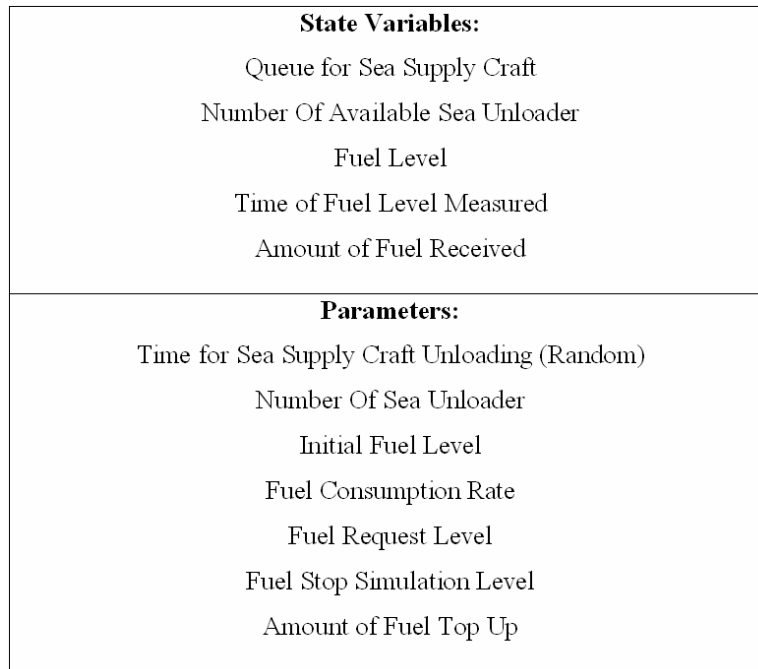 State Variables:
Queue for Sea Supply Craft
Number Of Available Sea Unloader
Fuel Level
Time of Fuel Level Measured
Amount of Fuel Received
Parameters:
Time for Sea Supply Craft Unloading (Random)
Number Of Sea Unloader
Initial Fuel Level
Fuel Consumption Rate
Fuel Request Level
Fuel Stop Simulation Level
Amount of Fuel Top Up